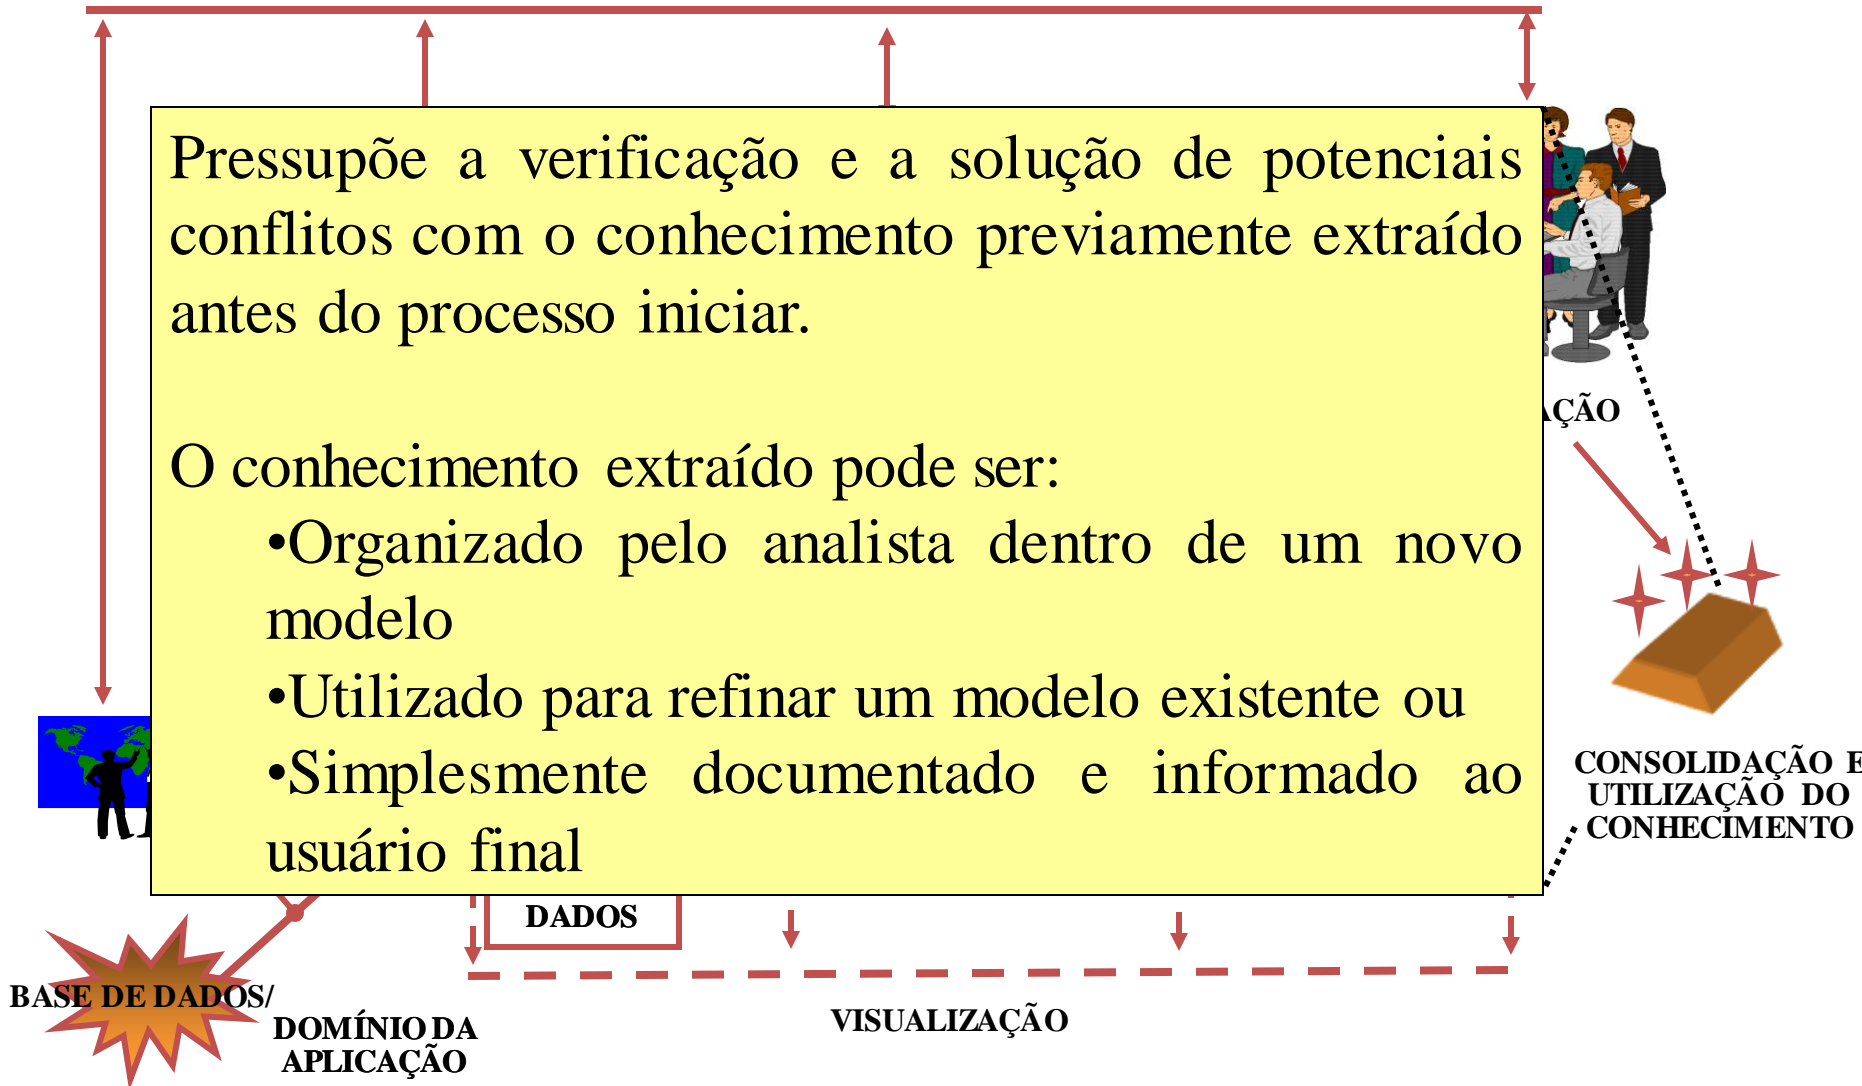 Pressupõe a verificação e a solução de potenciais
conflitos com o conhecimento previamente extraído
antes do processo iniciar.
O conhecimento extraído pode ser:
•Organizado pelo analista dentro de um novo
modelo
•Utilizado para refinar um modelo existente ou
•Simplesmente documentado e informado ao
usuário final
CONSOLIDAÇÃO E
UTILIZAÇÃO DO
CONHECIMENTO
DADOS
BASE DE DADOS/
DOMÍNIO DA
APLICAÇÃO
VISUALIZAÇÃO